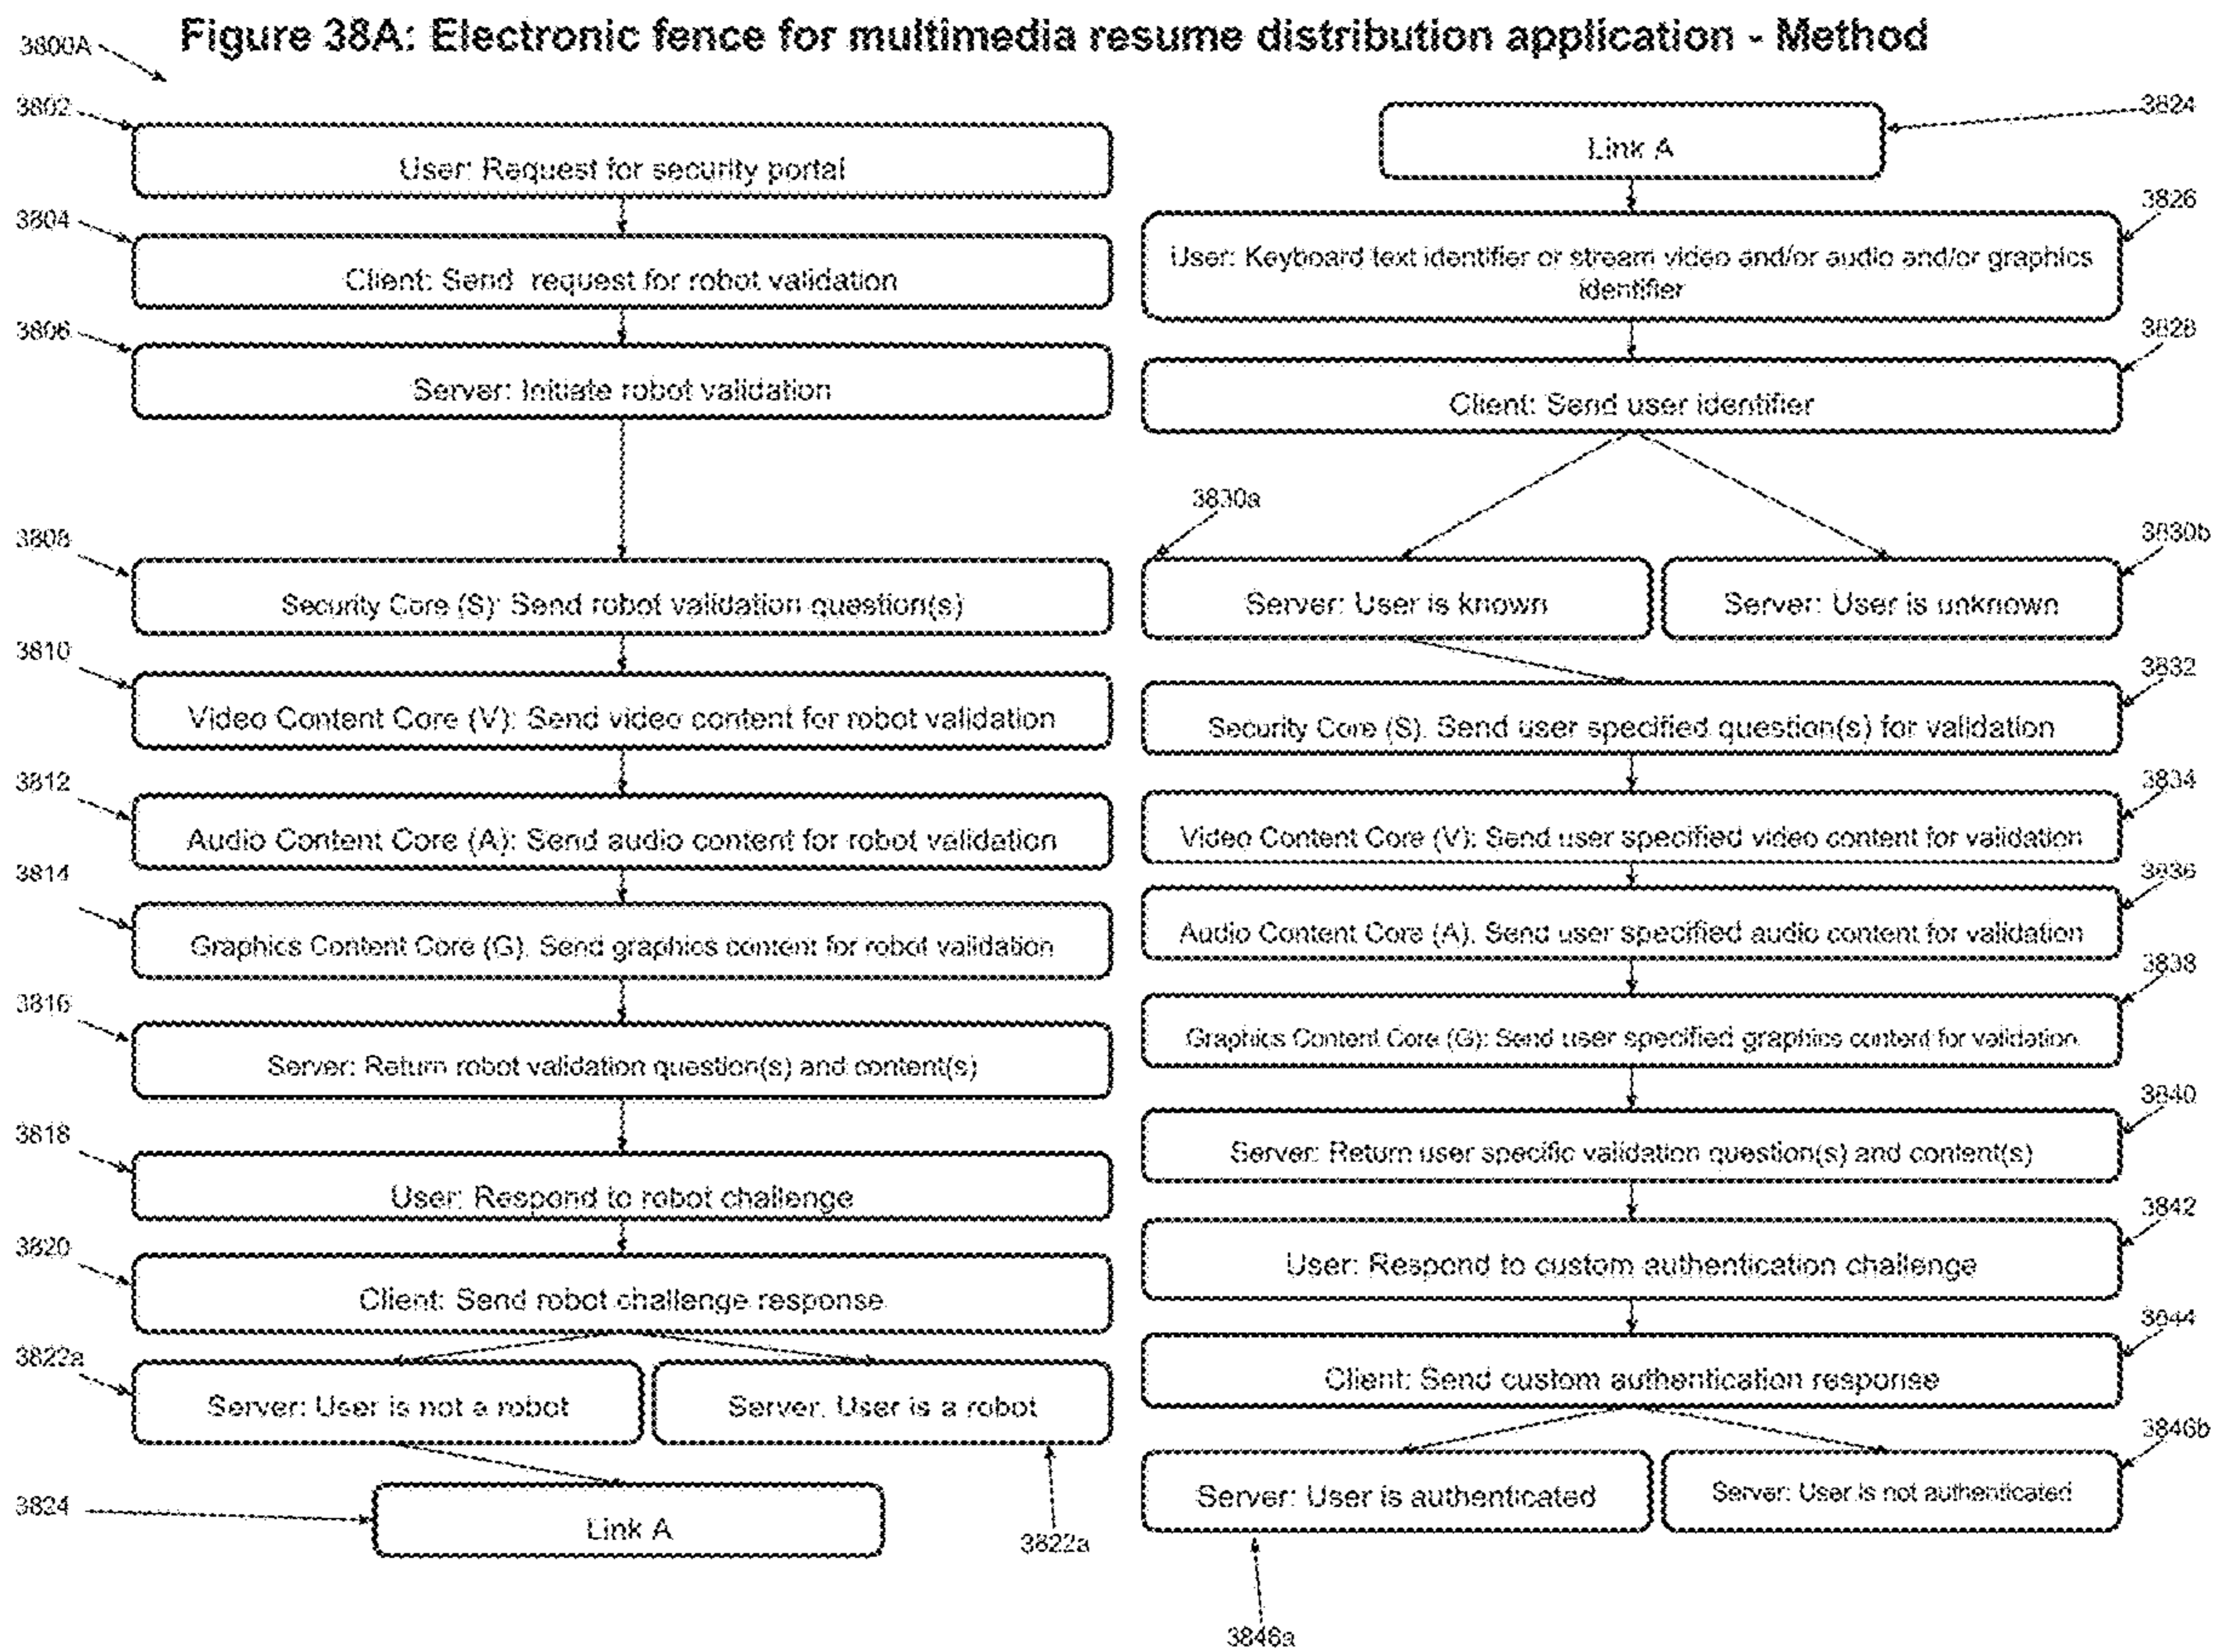 Figure 38A: Electronic fence for multimedia resume distribution application - Method
3800A
3802
User: Request for security portal
3804
Client: Send request for robot validation
3806
Server: Initiate robot validation
3808
Security Core (S): Send robot validation question(s)
3810
Video Content Core (V): Send video content for robot validation
3812
Audio Content Core (A): Send audio content for robot validation
3814
Graphics Content Core (G). Send graphics content for robot validation
3816
Server: Return robot validation question(s) and content(s)
3818
User: Respond to robot challenge
3820
Client: Send robot challenge response
3822a
Server: User is not a robot
Server. User is a robot
3824
Link A
3822a
3824
Link A
3826
User: Keyboard text identifier or stream video and/or audio and/or graphics
identifier
3828
Client: Send user identifier
3830a
3830b
Server: User is known
Server: User is unknown
3832
Security Core (S). Send user specified question(s) for validation
3834
Video Content Core (V): Send user specified video content for validation
3836
Audio Content Core (A). Send user specified audio content for validation
3838
Graphics Content Core (G): Send user specified graphics content for validation
3840
Server: Return user specific validation question(s) and content(s)
3842
User: Respond to custom authentication challenge
3844
Client: Send custom authentication response
3846b
Server: User is authenticated
Server: User is not authenticated
3846a